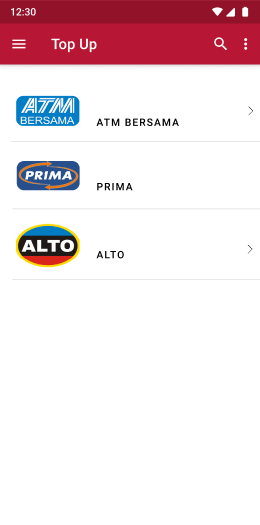 12:30
Top Up
ATM
BERSAMA
ATM BERSAMA
PRIMA
PRIMA
ALTO
ALTO